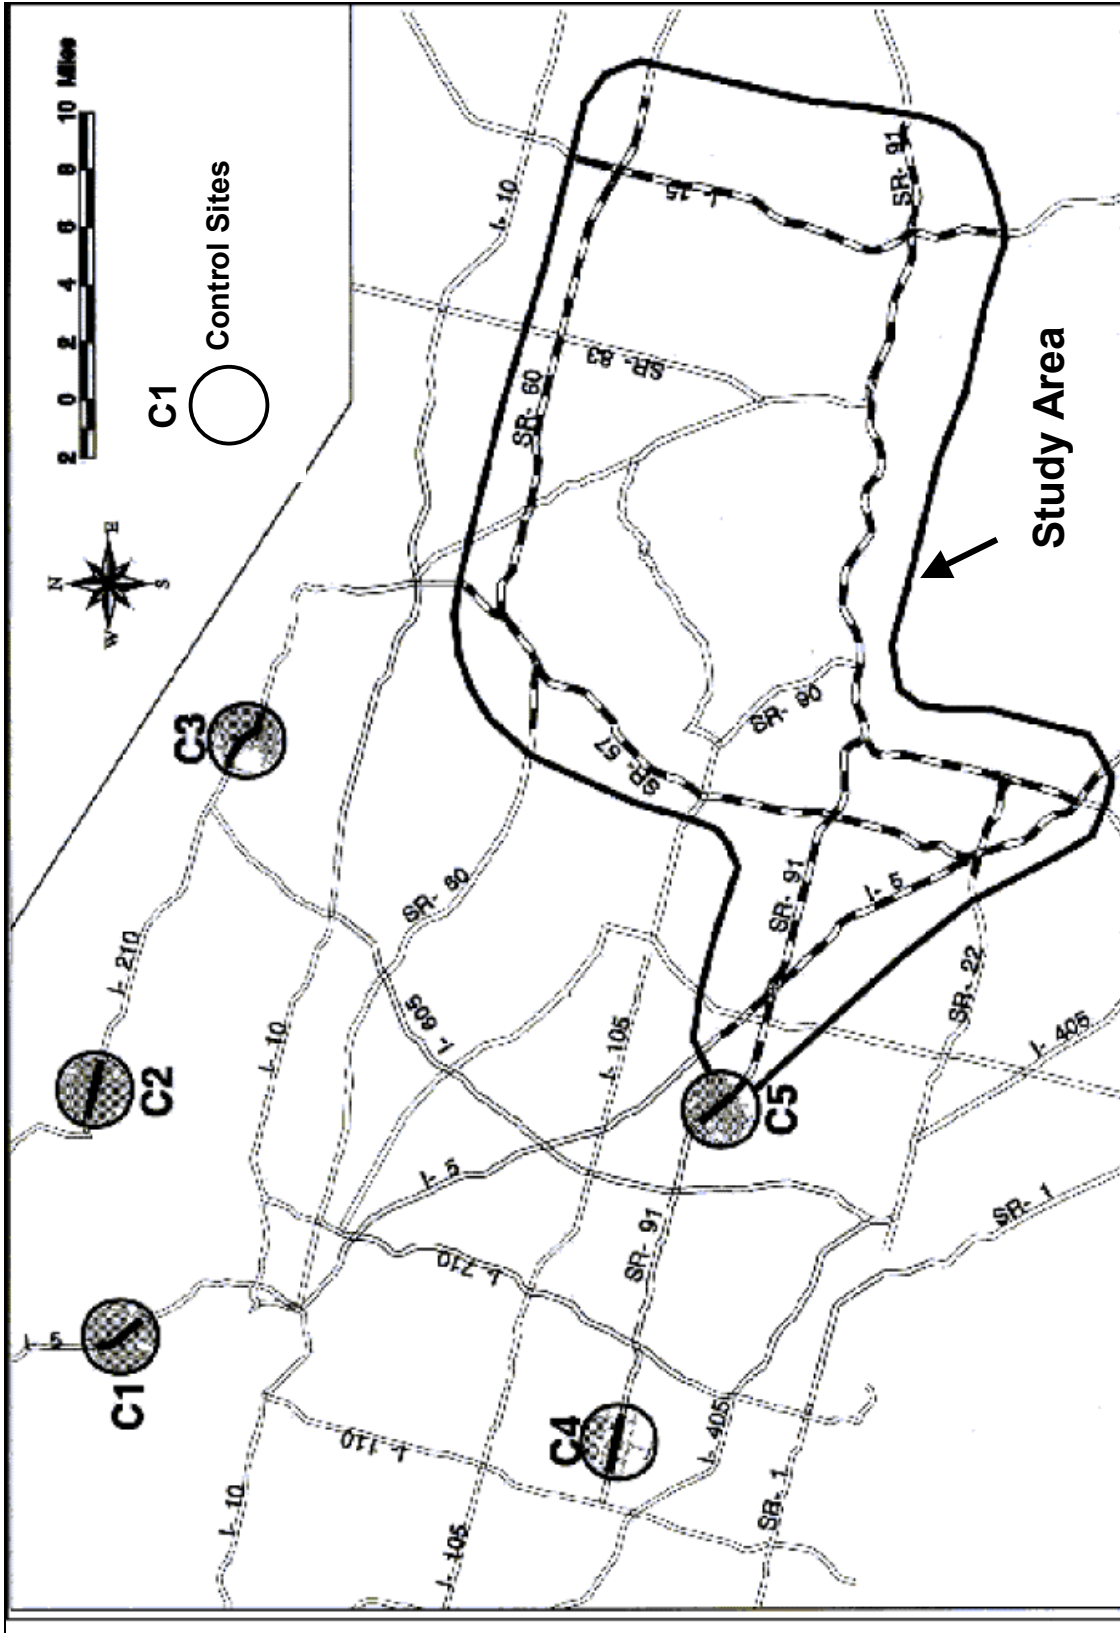 2 0 2 4 6 8 10 Miles
N
W E
S
C1
Control Sites
I- 5
C1
C2
I- 210
C3
I- 10
I- 10
I- 10
SR- 60
I- 605
I- 5
I- 710
I- 110
I- 105
I- 105
SR- 60
SR- 83
I- 15
SR- 57
SR- 90
SR- 91
C4
SR- 91
C5
SR- 91
I- 5
I- 405
SR- 1
SR- 22
I- 405
SR- 1
Study Area